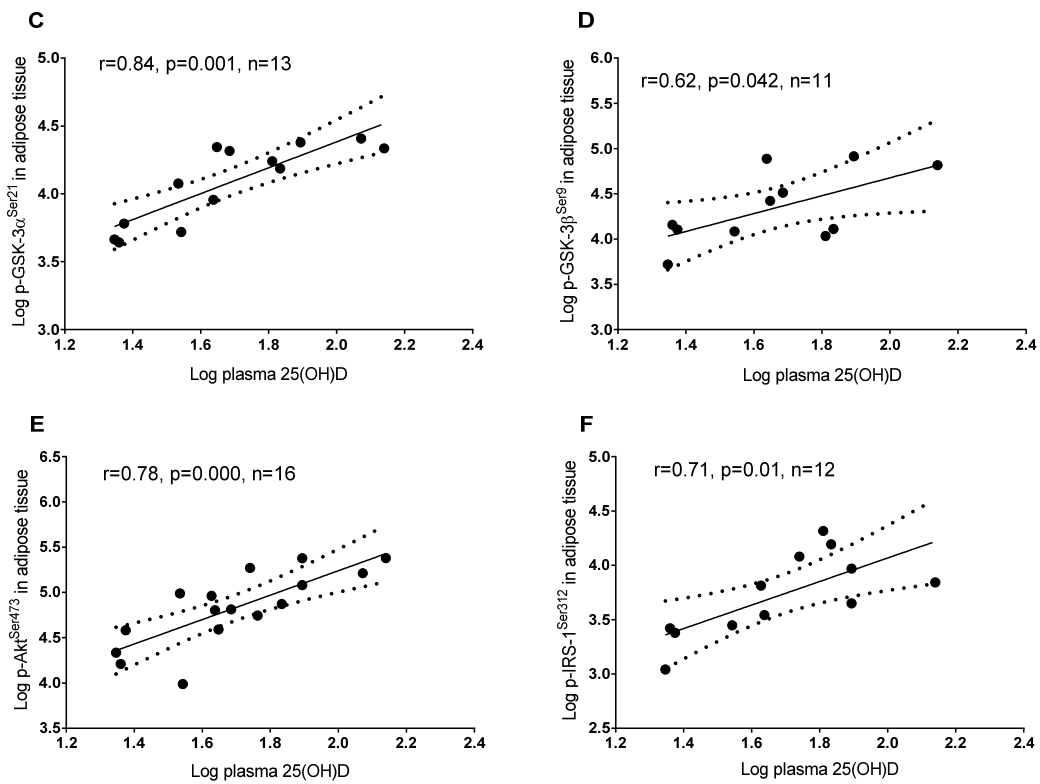 C
r=0.84, p=0.001, n=13
Log p-GSK-3αSer21 in adipose tissue
5.0
4.5
4.0
3.5
3.0
1.2 1.4 1.6 1.8 2.0 2.2 2.4
Log plasma 25(OH)D
D
r=0.62, p=0.042, n=11
Log p-GSK-3βSer9 in adipose tissue
6.0
5.5
5.0
4.5
4.0
3.5
3.0
1.2 1.4 1.6 1.8 2.0 2.2 2.4
Log plasma 25(OH)D
E
r=0.78, p=0.000, n=16
Log p-AktSer473 in adipose tissue
6.5
6.0
5.5
5.0
4.5
4.0
3.5
1.2 1.4 1.6 1.8 2.0 2.2 2.4
Log plasma 25(OH)D
F
r=0.71, p=0.01, n=12
Log p-IRS-1Ser312 in adipose tissue
5.0
4.5
4.0
3.5
3.0
2.5
1.2 1.4 1.6 1.8 2.0 2.2 2.4
Log plasma 25(OH)D